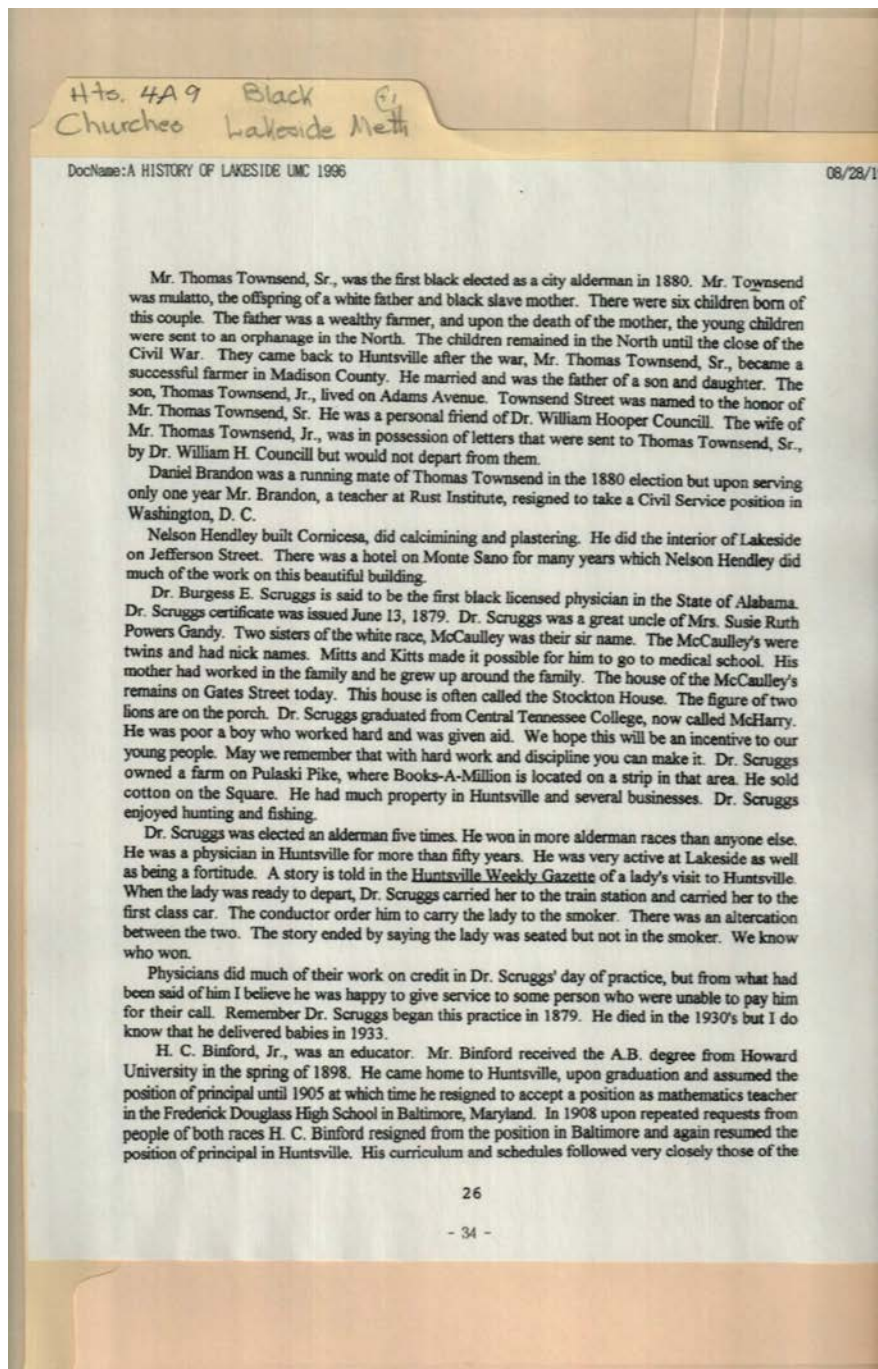 Hts. 4A9 Black
Churches Lakeside Meth
DocName:A HISTORY OF LAKESIDE UMC 1996 08/28/1
Mr. Thomas Townsend, Sr., was the first black elected as a city alderman in 1880. Mr. Townsend
was mulatto, the offspring of a white father and black slave mother. There were six children born of
this couple. The father was a wealthy farmer, and upon the death of the mother, the young children
were sent to an orphanage in the North. The children remained in the North until the close of the
Civil War. They came back to Huntsville after the war, Mr. Thomas Townsend, Sr., became a
successful farmer in Madison County. He married and was the father of a son and daughter. The
son, Thomas Townsend, Jr., lived on Adams Avenue. Townsend Street was named to the honor of
Mr. Thomas Townsend, Sr. He was a personal friend of Dr. William Hooper Councill. The wife of
Mr. Thomas Townsend, Jr., was in possession of letters that were sent to Thomas Townsend, Sr.,
by Dr. William H. Councill but would not depart from them.
Daniel Brandon was a running mate of Thomas Townsend in the 1880 election but upon serving
only one year Mr. Brandon, a teacher at Rust Institute, resigned to take a Civil Service position in
Washington, D. C.
Nelson Hendley built Cornicesa, did calcimining and plastering. He did the interior of Lakeside
on Jefferson Street. There was a hotel on Monte Sano for many years which Nelson Hendley did
much of the work on this beautiful building.
Dr. Burgess E. Scruggs is said to be the first black licensed physician in the State of Alabama.
Dr. Scruggs certificate was issued June 13, 1879. Dr. Scruggs was a great uncle of Mrs. Susie Ruth
Powers Gandy. Two sisters of the white race, McCaulley was their sir name. The McCaulley's were
twins and had nick names. Mitts and Kitts made it possible for him to go to medical school. His
mother had worked in the family and he grew up around the family. The house of the McCaulley's
remains on Gates Street today. This house is often called the Stockton House. The figure of two
lions are on the porch. Dr. Scruggs graduated from Central Tennessee College, now called McHarry.
He was poor a boy who worked hard and was given aid. We hope this will be an incentive to our
young people. May we remember that with hard work and discipline you can make it. Dr. Scruggs
owned a farm on Pulaski Pike, where Books-A-Million is located on a strip in that area. He sold
cotton on the Square. He had much property in Huntsville and several businesses. Dr. Scruggs
enjoyed hunting and fishing.
Dr. Scruggs was elected an alderman five times. He won in more alderman races than anyone else.
He was a physician in Huntsville for more than fifty years. He was very active at Lakeside as well
as being a fortitude. A story is told in the Huntsville Weekly Gazette of a lady's visit to Huntsville.
When the lady was ready to depart, Dr. Scruggs carried her to the train station and carried her to the
first class car. The conductor order him to carry the lady to the smoker. There was an altercation
between the two. The story ended by saying the lady was seated but not in the smoker. We know
who won.
Physicians did much of their work on credit in Dr. Scruggs' day of practice, but from what had
been said of him I believe he was happy to give service to some person who were unable to pay him
for their call. Remember Dr. Scruggs began this practice in 1879. He died in the 1930's but I do
know that he delivered babies in 1933.
H. C. Binford, Jr., was an educator. Mr. Binford received the A.B. degree from Howard
University in the spring of 1898. He came home to Huntsville, upon graduation and assumed the
position of principal until 1905 at which time he resigned to accept a position as mathematics teacher
in the Frederick Douglass High School in Baltimore, Maryland. In 1908 upon repeated requests from
people of both races H. C. Binford resigned from the position in Baltimore and again resumed the
position of principal in Huntsville. His curriculum and schedules followed very closely those of the
26
- 34 -